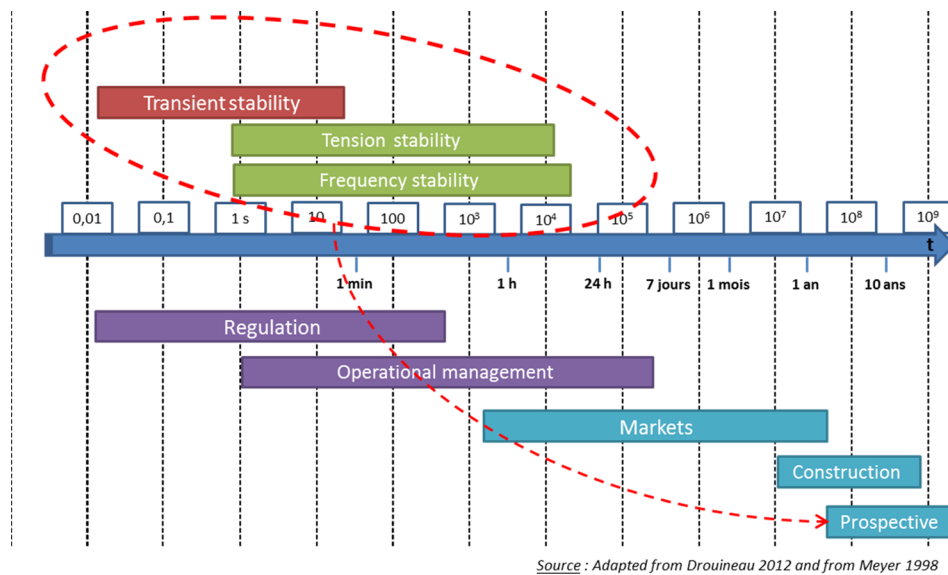 Transient stability
Tension stability
Frequency stability
0,01 0,1 1 s 10 100 10³ 10⁴ 10⁵ 10⁶ 10⁷ 10⁸ 10⁹
t
1 min 1 h 24 h 7 jours 1 mois 1 an 10 ans
Regulation
Operational management
Markets
Construction
Prospective
Source : Adapted from Drouineau 2012 and from Meyer 1998